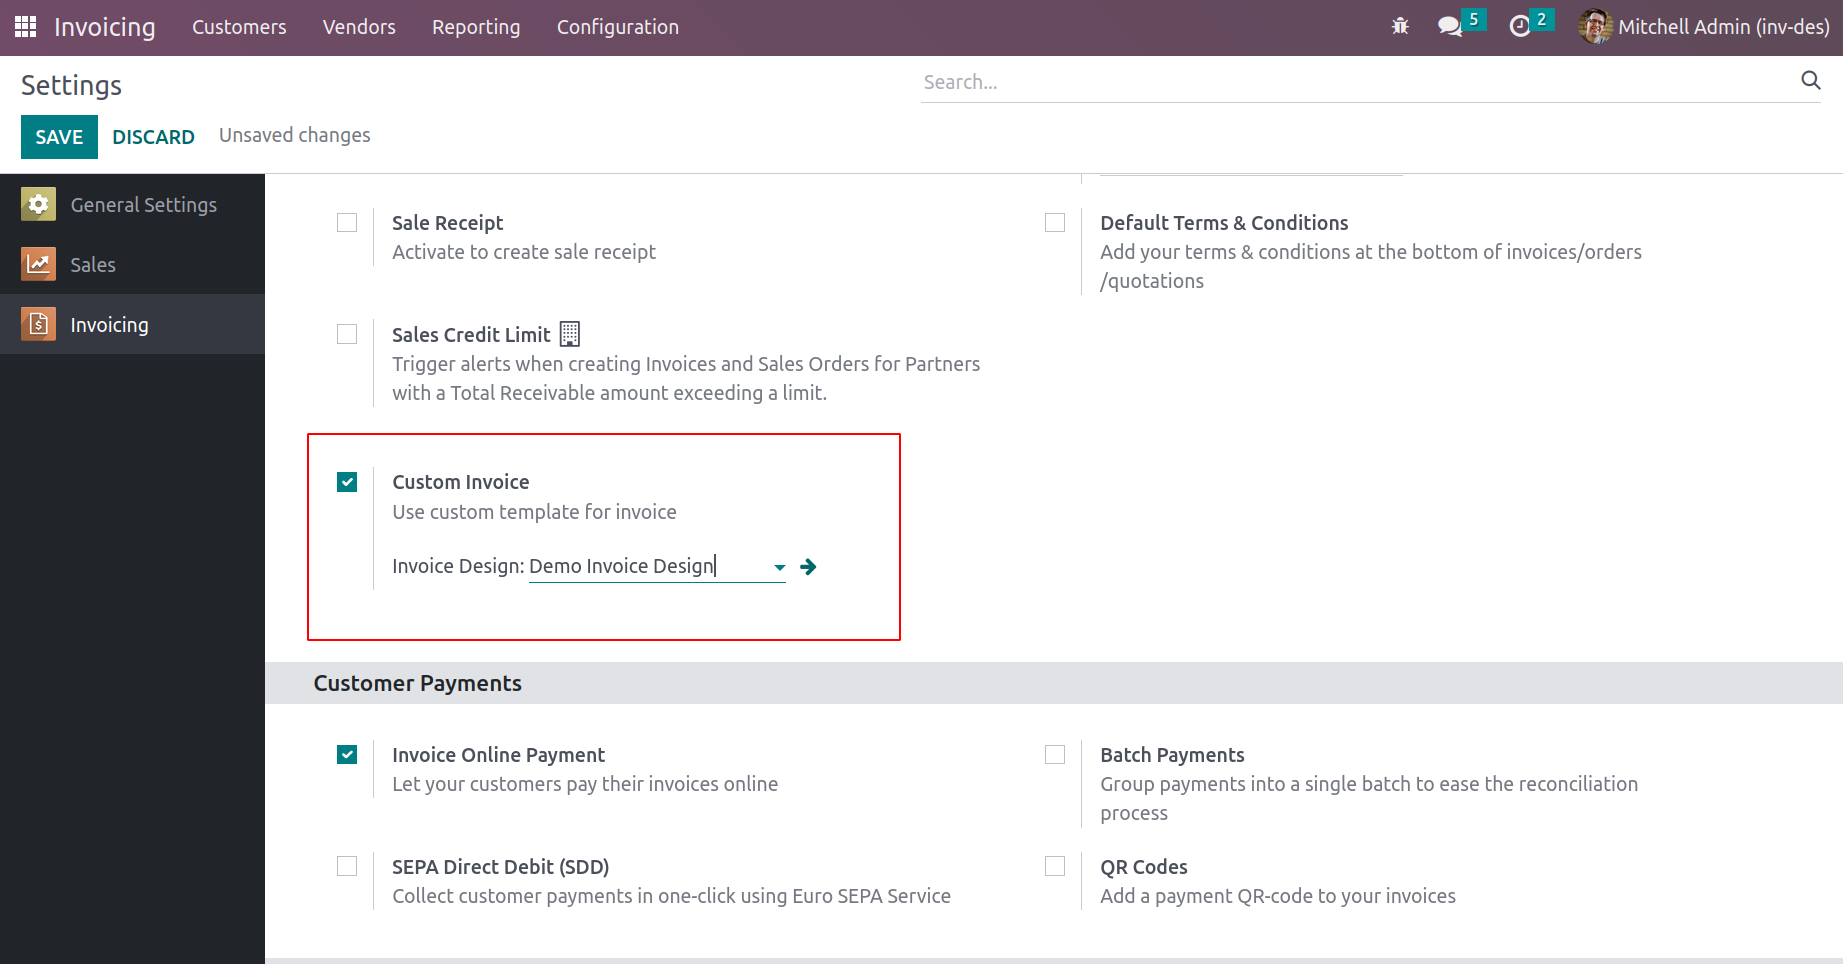 Invoicing Customers Vendors Reporting Configuration 5 2 Mitchell Admin (inv-des)
Settings
Search...
SAVE DISCARD Unsaved changes
General Settings
Sales
Invoicing
Sale Receipt
Activate to create sale receipt
Default Terms & Conditions
Add your terms & conditions at the bottom of invoices/orders
/quotations
Sales Credit Limit
Trigger alerts when creating Invoices and Sales Orders for Partners
with a Total Receivable amount exceeding a limit.
Custom Invoice
Use custom template for invoice
Invoice Design: Demo Invoice Design
Customer Payments
Invoice Online Payment
Let your customers pay their invoices online
Batch Payments
Group payments into a single batch to ease the reconciliation
process
SEPA Direct Debit (SDD)
Collect customer payments in one-click using Euro SEPA Service
QR Codes
Add a payment QR-code to your invoices